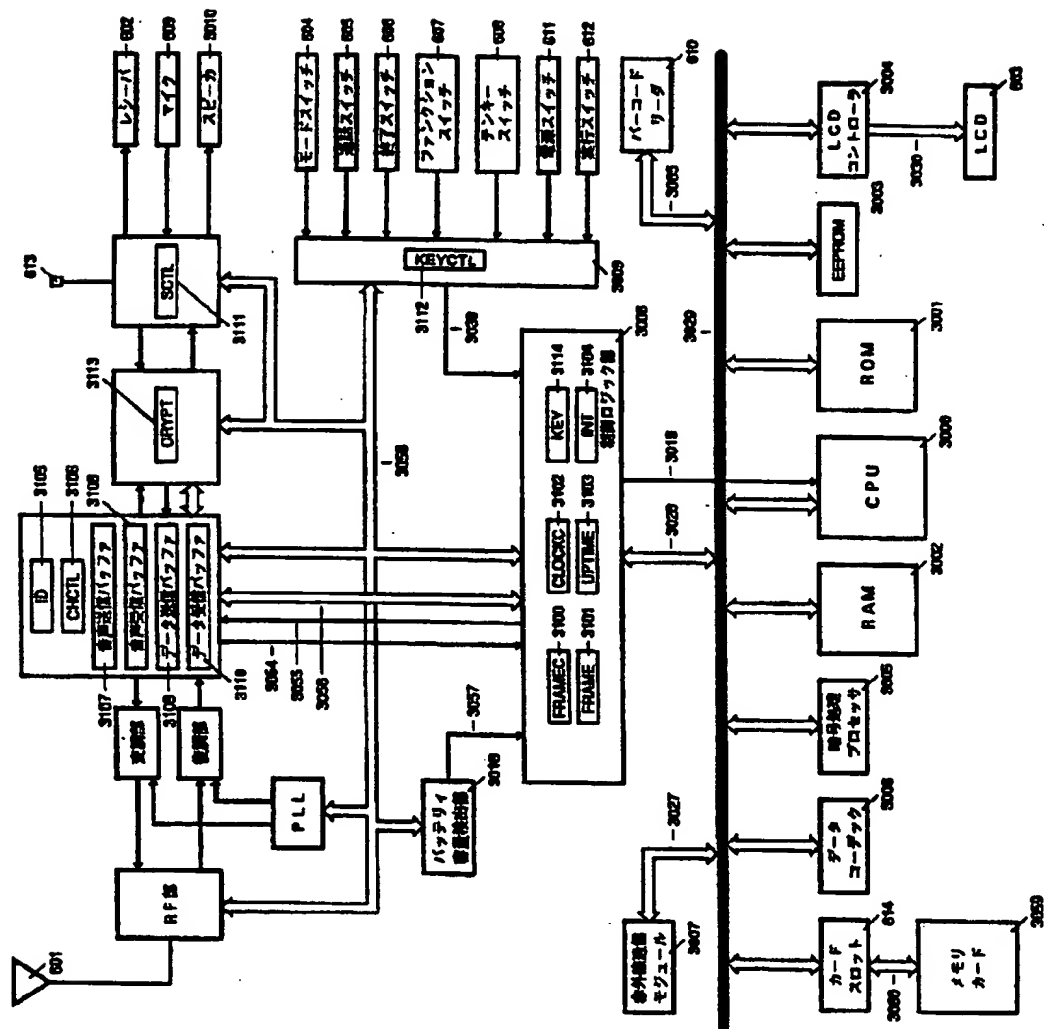 601
RF部
変調部
復調部
PLL
ID
CHCTL
音声送信バッファ
音声受信バッファ
データ送信バッファ
データ受信バッファ
3105
3106
3107
3108
3110
CRYPT
3113
SCTL
3111
613
レシーバ
602
マイク
609
スピーカ
3010
モードスイッチ
604
通話スイッチ
605
終了スイッチ
606
ファンクション
スイッチ
607
テンキー
スイッチ
608
電源スイッチ
611
実行スイッチ
612
KEYCTL
3112
3009
3039
3058
3054
3055
3056
3057
バッテリィ
容量検出部
3016
FRAMEC
3100
FRAME
3101
CLOCKC
3102
UPTIME
3103
KEY
3114
INT
3104
制御ロジック部
3008
3019
3028
バーコード
リーダ
610
3065
3029
赤外線通信
モジュール
3007
3027
カード
スロット
614
3060
メモリ
カード
3059
データ
コーデック
3006
暗号処理
プロセッサ
3005
RAM
3002
CPU
3000
ROM
3001
EEPROM
3003
LCD
コントローラ
3004
3030
LCD
603